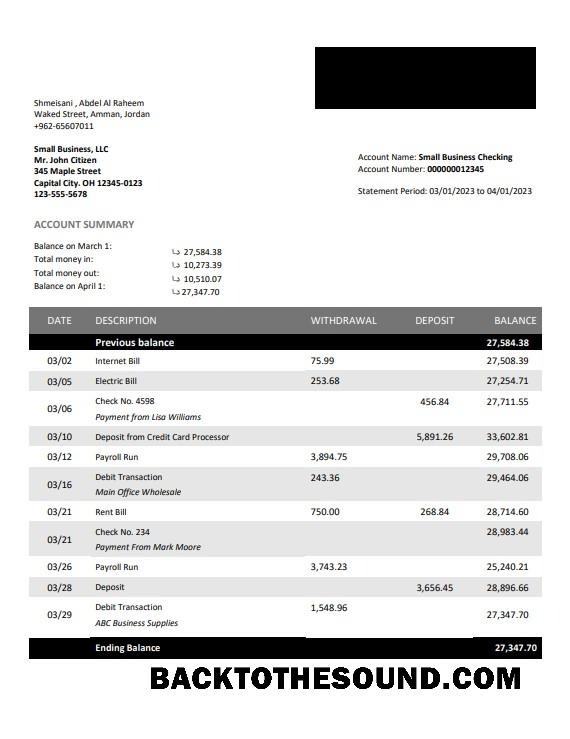 Shmeisani , Abdel Al Raheem
Waked Street, Amman, Jordan
+962-65607011
Small Business, LLC
Mr. John Citizen
345 Maple Street
Capital City. OH 12345-0123
123-555-5678
Account Name: Small Business Checking
Account Number: 000000012345
Statement Period: 03/01/2023 to 04/01/2023
ACCOUNT SUMMARY
Balance on March 1: د.ا 27,584.38
Total money in: د.ا 10,273.39
Total money out: د.ا 10,510.07
Balance on April 1: د.ا 27,347.70
DATE DESCRIPTION WITHDRAWAL DEPOSIT BALANCE
Previous balance 27,584.38
03/02 Internet Bill 75.99 27,508.39
03/05 Electric Bill 253.68 27,254.71
03/06 Check No. 4598 456.84 27,711.55
Payment from Lisa Williams
03/10 Deposit from Credit Card Processor 5,891.26 33,602.81
03/12 Payroll Run 3,894.75 29,708.06
03/16 Debit Transaction 243.36 29,464.06
Main Office Wholesale
03/21 Rent Bill 750.00 268.84 28,714.60
03/21 Check No. 234 28,983.44
Payment From Mark Moore
03/26 Payroll Run 3,743.23 25,240.21
03/28 Deposit 3,656.45 28,896.66
03/29 Debit Transaction 1,548.96 27,347.70
ABC Business Supplies
Ending Balance 27,347.70
BACKTOTHESOUND.COM